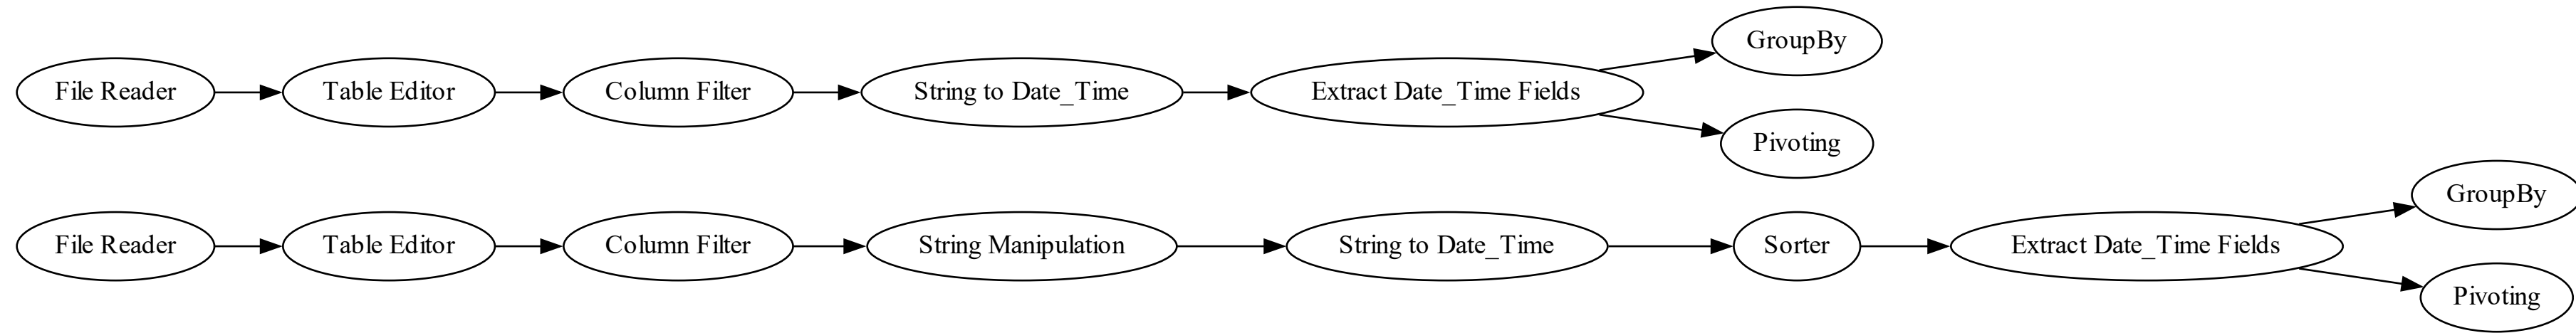 File Reader
Table Editor
Column Filter
String to Date_Time
Extract Date_Time Fields
GroupBy
Pivoting
File Reader
Table Editor
Column Filter
String Manipulation
String to Date_Time
Sorter
Extract Date_Time Fields
GroupBy
Pivoting